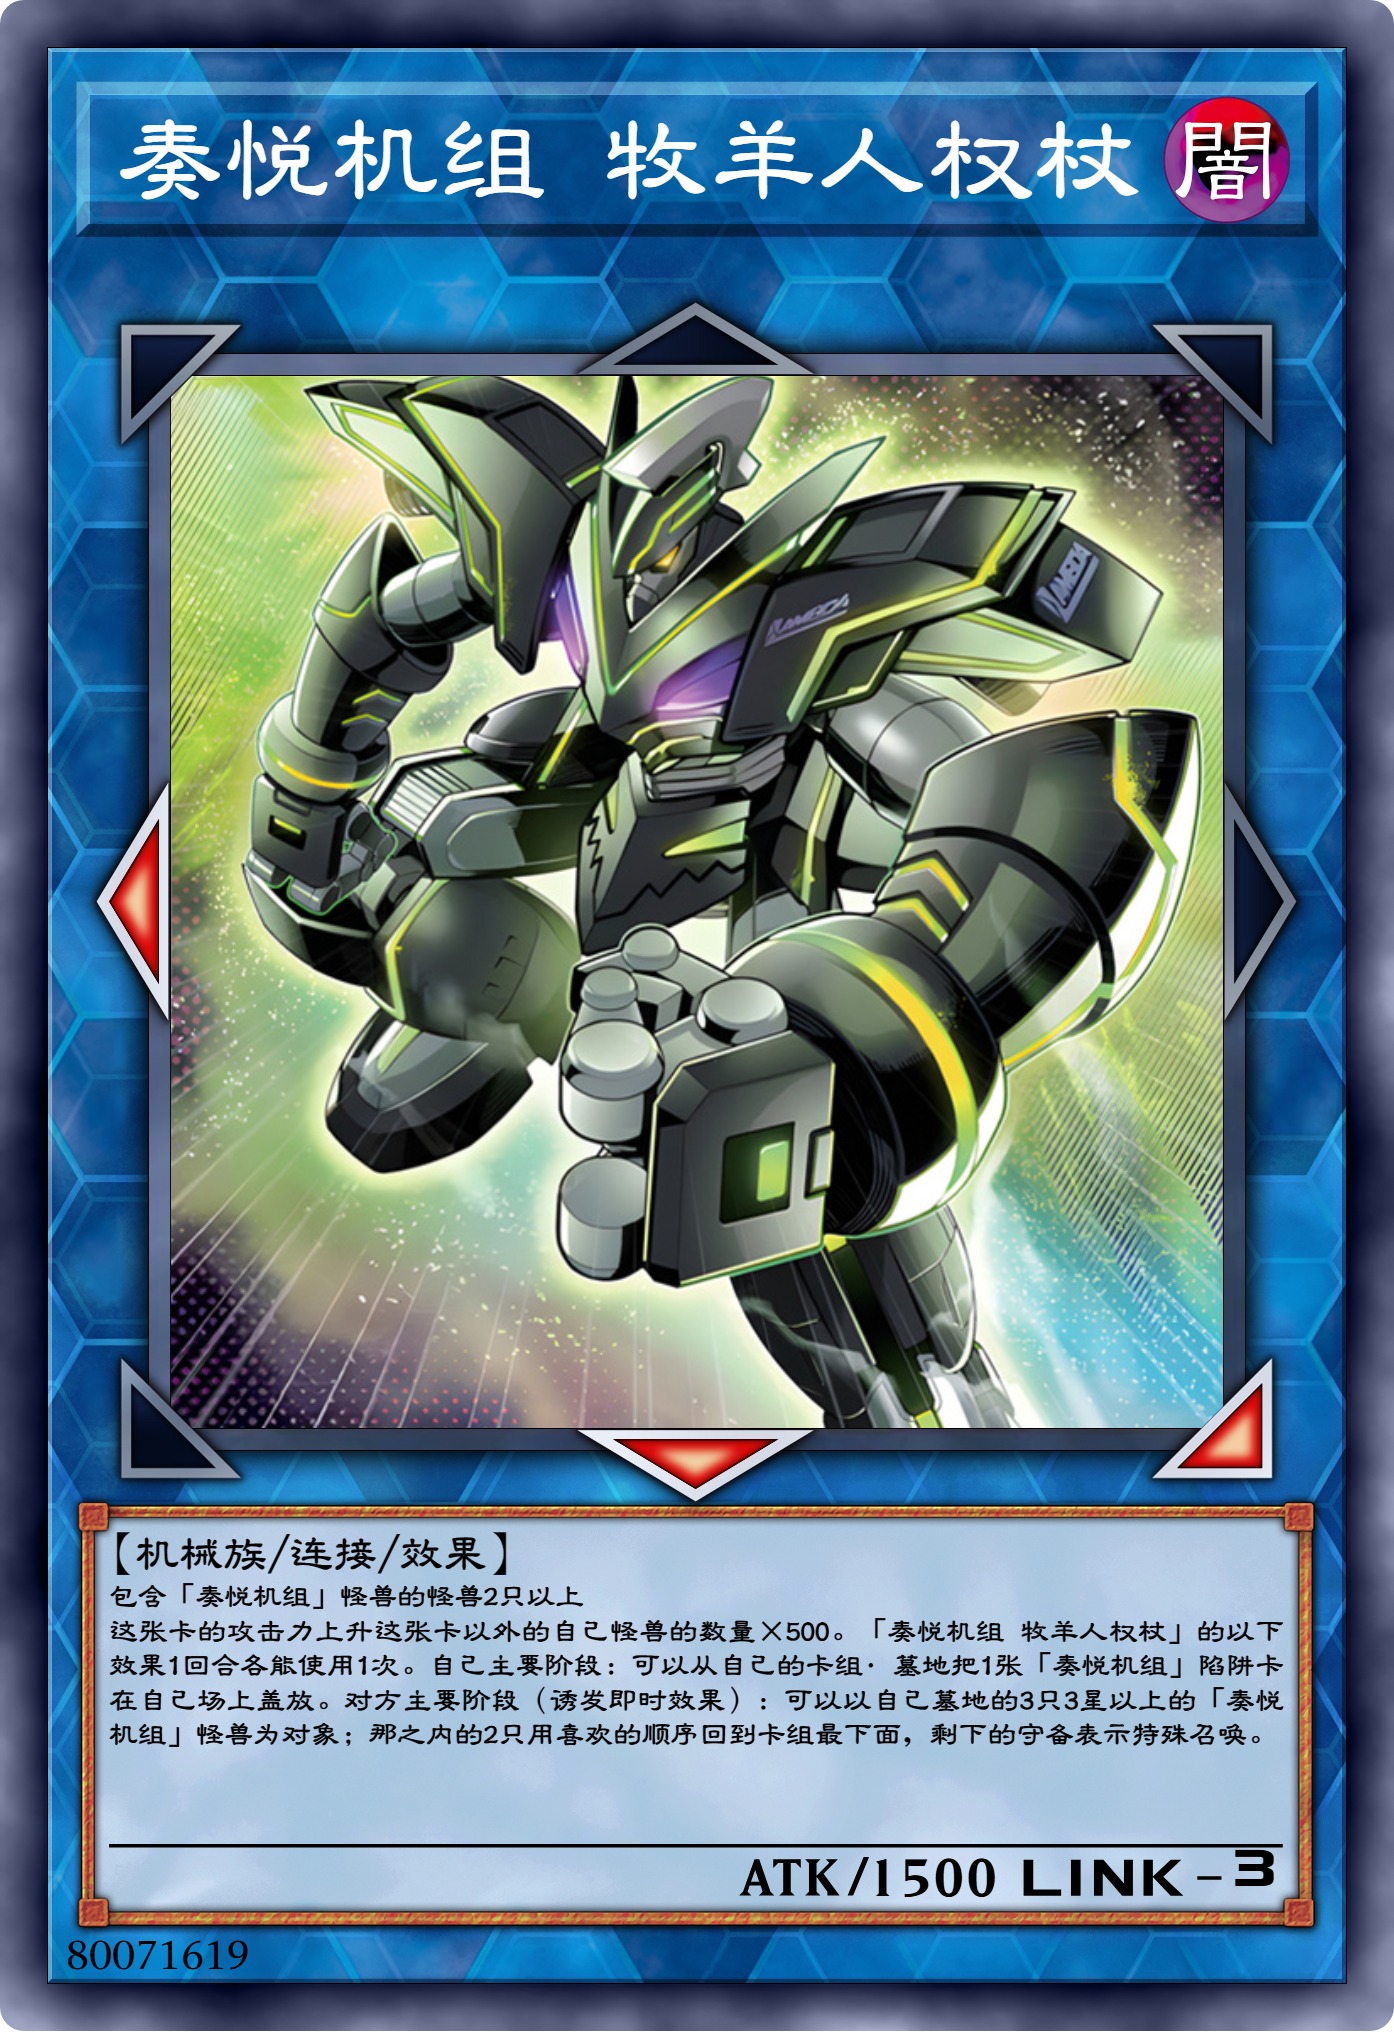 奏悦机组 牧羊人权杖 闇
【机械族/连接/效果】
包含「奏悦机组」怪兽的怪兽2只以上
这张卡的攻击力上升这张卡以外的自己怪兽的数量×500。「奏悦机组 牧羊人权杖」的以下
效果1回合各能使用1次。自己主要阶段：可以从自己的卡组·墓地把1张「奏悦机组」陷阱卡
在自己场上盖放。对方主要阶段（诱发即时效果）：可以以自己墓地的3只3星以上的「奏悦
机组」怪兽为对象；那之内的2只用喜欢的顺序回到卡组最下面，剩下的守备表示特殊召唤。
ATK/1500 LINK-3
80071619